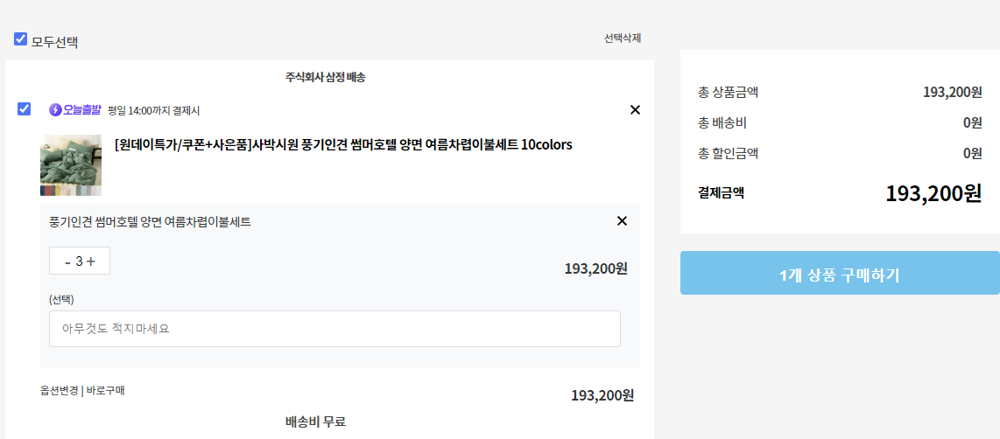 모두선택
선택삭제
주식회사 삼정 배송
오늘출발 평일 14:00까지 결제시
[원데이특가/쿠폰+사은품]사박시원 풍기인견 썸머호텔 양면 여름차렵이불세트 10colors
풍기인견 썸머호텔 양면 여름차렵이불세트
- 3 +
193,200원
(선택)
아무것도 적지마세요
옵션변경 | 바로구매
193,200원
배송비 무료
총 상품금액 193,200원
총 배송비 0원
총 할인금액 0원
결제금액 193,200원
1개 상품 구매하기